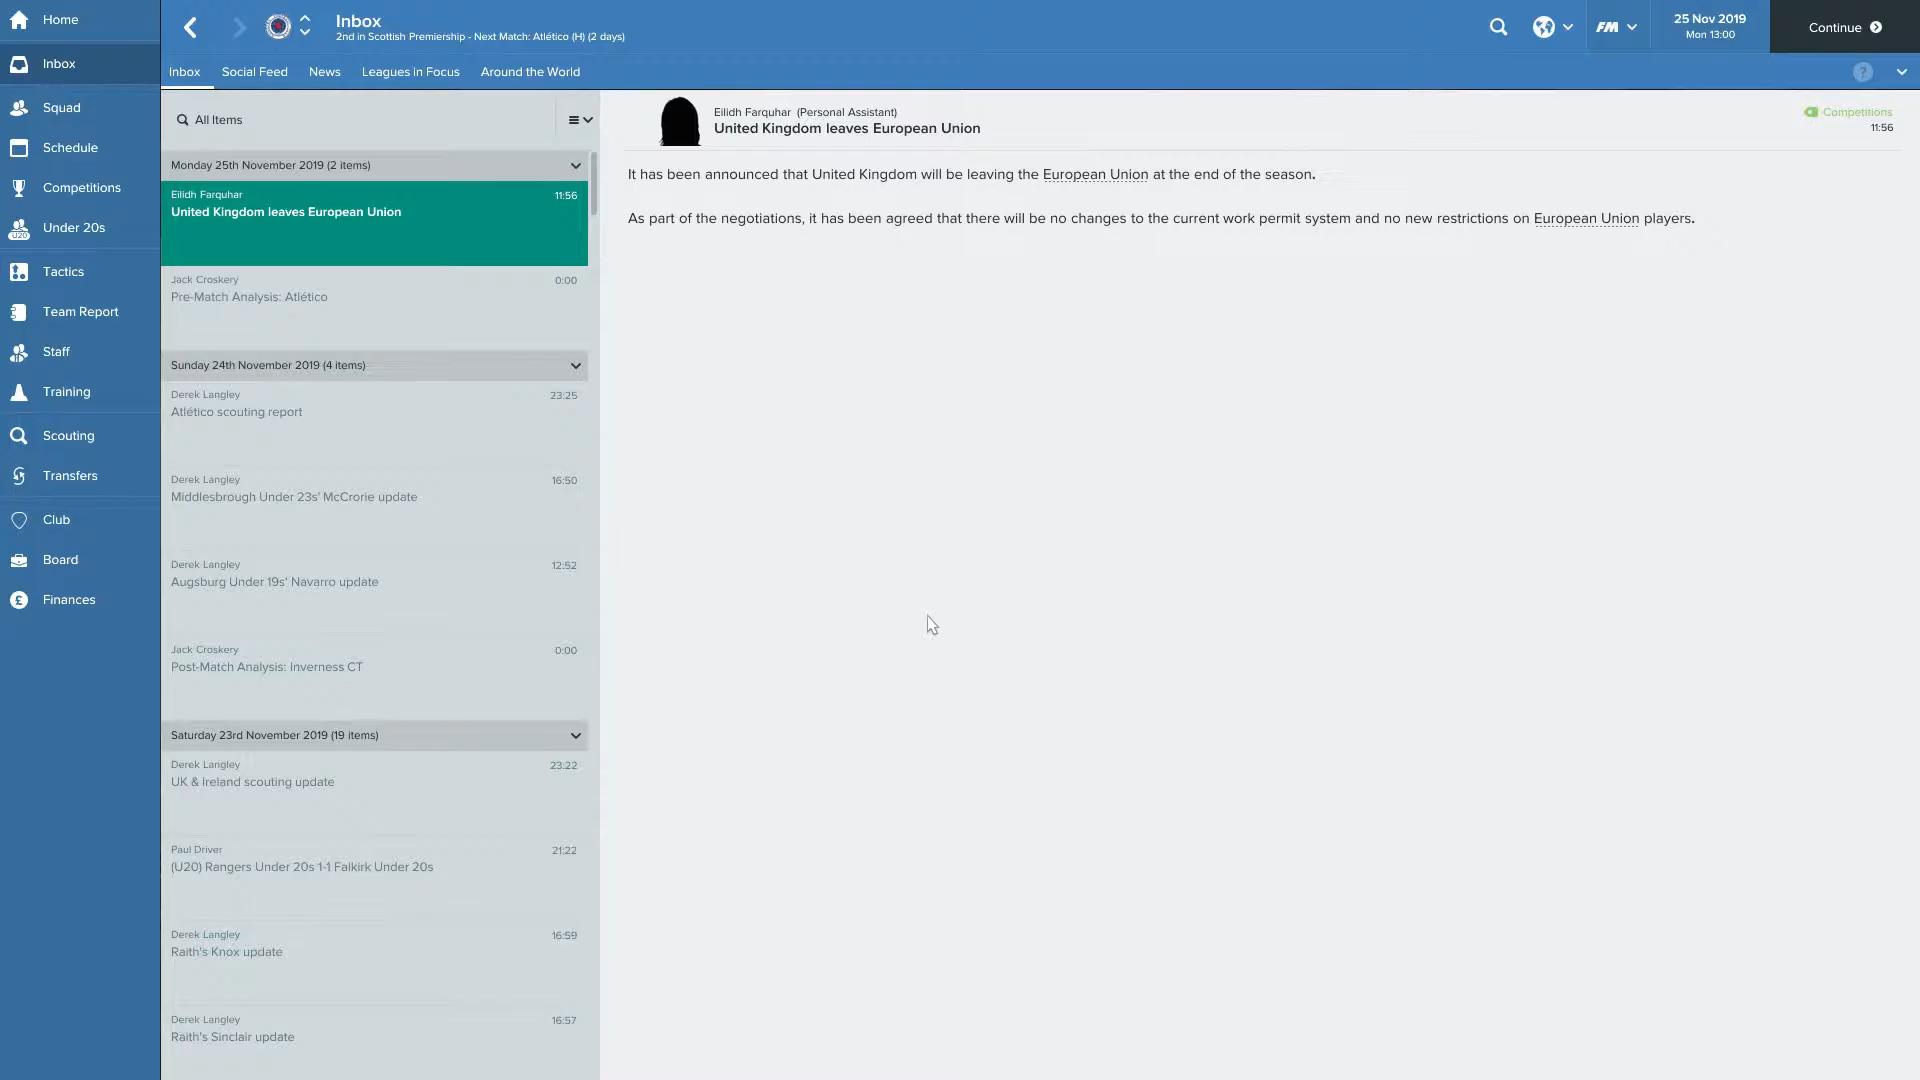 Home
Inbox
Squad
Schedule
Competitions
Under 20s
U20
Tactics
Team Report
Staff
Training
Scouting
Transfers
Club
Board
Finances
Inbox
2nd in Scottish Premiership - Next Match: Atlético (H) (2 days)
FM
25 Nov 2019
Mon 13:00
Continue
Inbox Social Feed News Leagues in Focus Around the World
?
All Items
Monday 25th November 2019 (2 items)
Eilidh Farquhar 11:56
United Kingdom leaves European Union
Jack Croskery 0:00
Pre-Match Analysis: Atlético
Sunday 24th November 2019 (4 items)
Derek Langley 23:25
Atlético scouting report
Derek Langley 16:50
Middlesbrough Under 23s' McCrorie update
Derek Langley 12:52
Augsburg Under 19s' Navarro update
Jack Croskery 0:00
Post-Match Analysis: Inverness CT
Saturday 23rd November 2019 (19 items)
Derek Langley 23:22
UK & Ireland scouting update
Paul Driver 21:22
(U20) Rangers Under 20s 1-1 Falkirk Under 20s
Derek Langley 16:59
Raith's Knox update
Derek Langley 16:57
Raith's Sinclair update
Eilidh Farquhar (Personal Assistant)
United Kingdom leaves European Union
Competitions
11:56
It has been announced that United Kingdom will be leaving the European Union at the end of the season.
As part of the negotiations, it has been agreed that there will be no changes to the current work permit system and no new restrictions on European Union players.